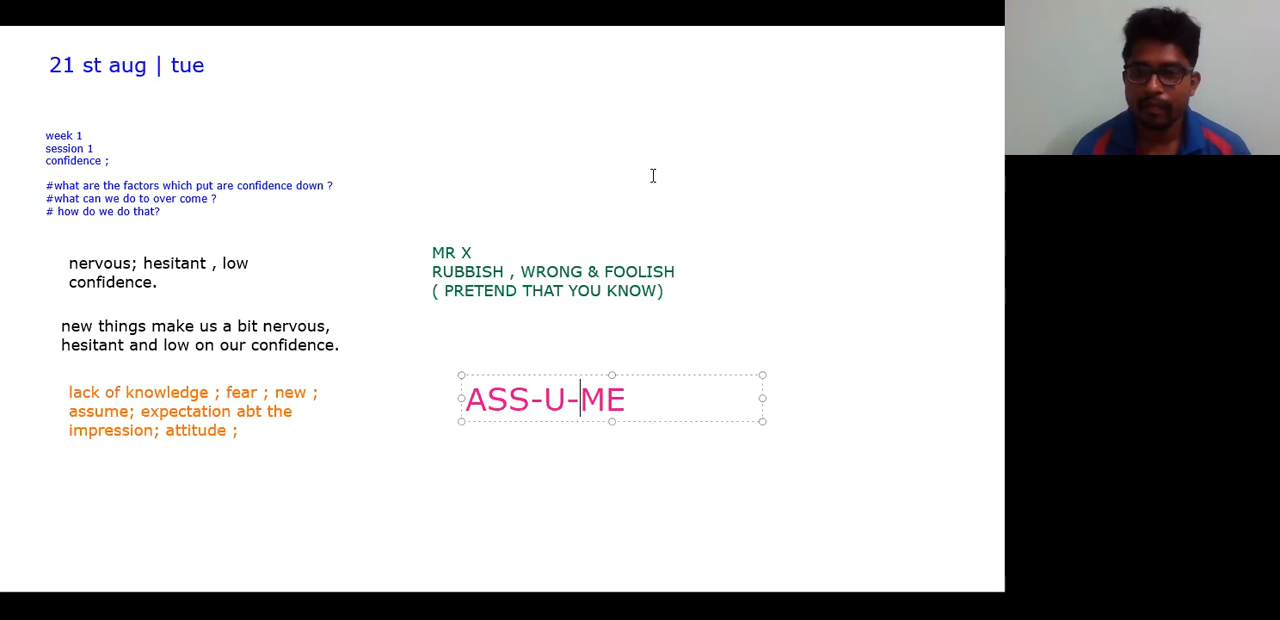 21 st aug | tue
week 1
session 1
confidence ;
#what are the factors which put are confidence down ?
#what can we do to over come ?
# how do we do that?
nervous; hesitant , low
confidence.
new things make us a bit nervous,
hesitant and low on our confidence.
lack of knowledge ; fear ; new ;
assume; expectation abt the
impression; attitude ;
MR X
RUBBISH , WRONG & FOOLISH
( PRETEND THAT YOU KNOW)
ASS-U-ME